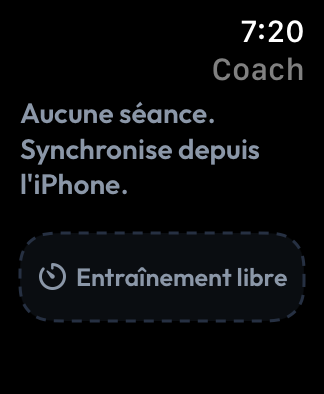 7:20
Coach
Aucune séance.
Synchronise depuis
l'iPhone.
Entraînement libre